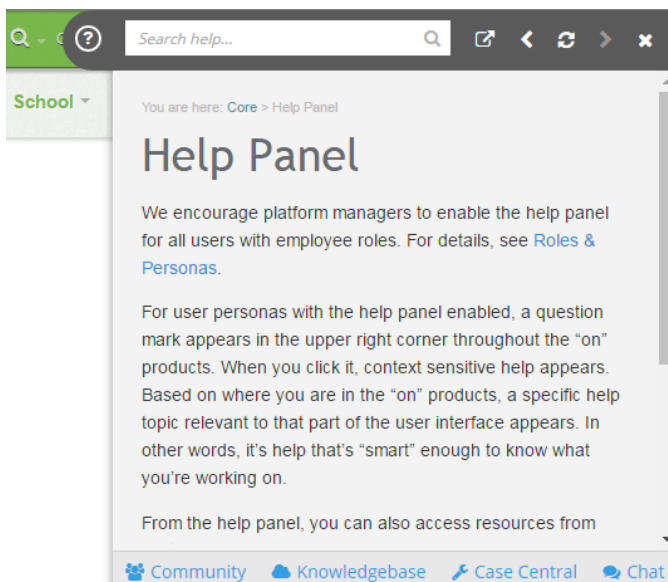 Search help...
School
You are here: Core > Help Panel
Help Panel
We encourage platform managers to enable the help panel
for all users with employee roles. For details, see Roles &
Personas.
For user personas with the help panel enabled, a question
mark appears in the upper right corner throughout the “on”
products. When you click it, context sensitive help appears.
Based on where you are in the “on” products, a specific help
topic relevant to that part of the user interface appears. In
other words, it’s help that’s “smart” enough to know what
you’re working on.
From the help panel, you can also access resources from
Community Knowledgebase Case Central Chat